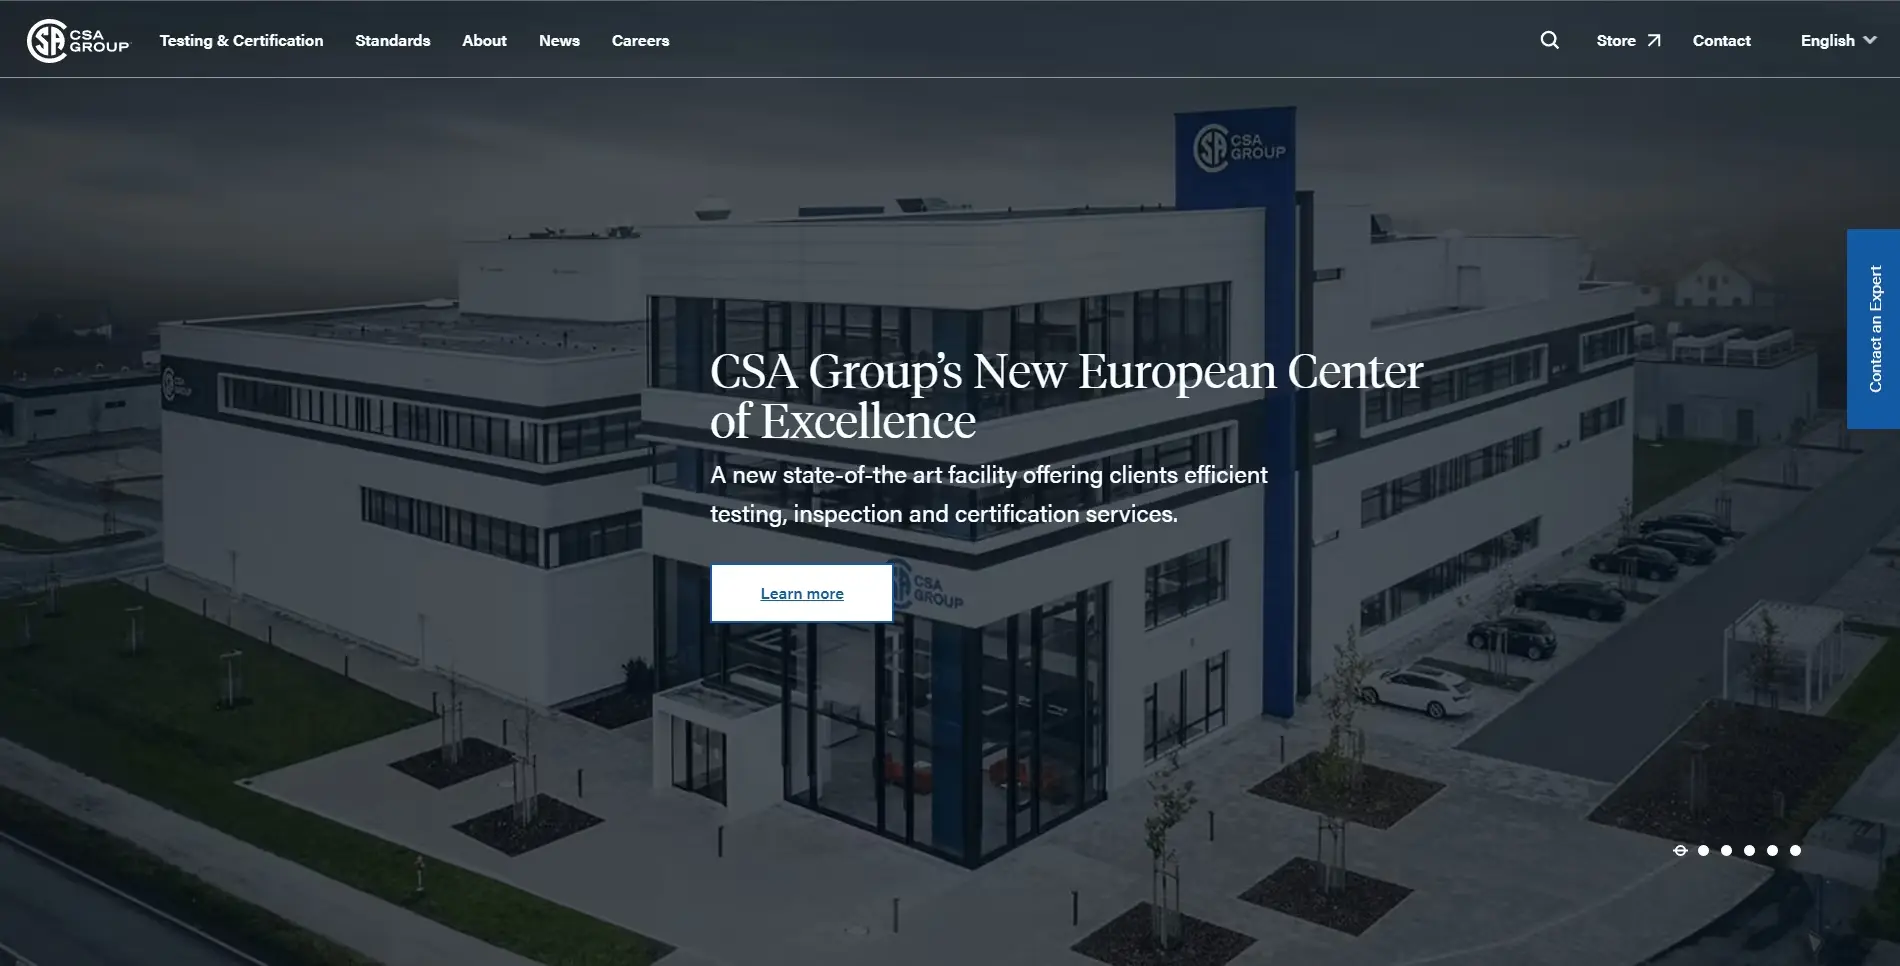 CSA
GROUP
Testing & Certification
Standards
About
News
Careers
Store
Contact
English
CSA
GROUP
Contact an Expert
CSA
GROUP
CSA Group's New European Center
of Excellence
A new state-of-the art facility offering clients efficient
testing, inspection and certification services.
Learn more
CSA
GROUP